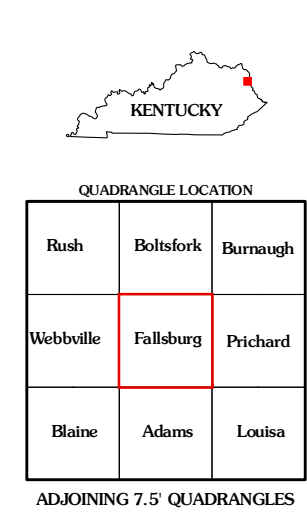 KENTUCKY
QUADRANGLE LOCATION
Rush Boltsfork Burnaugh
Webbville Fallsburg Prichard
Blaine Adams Louisa
ADJOINING 7.5' QUADRANGLES